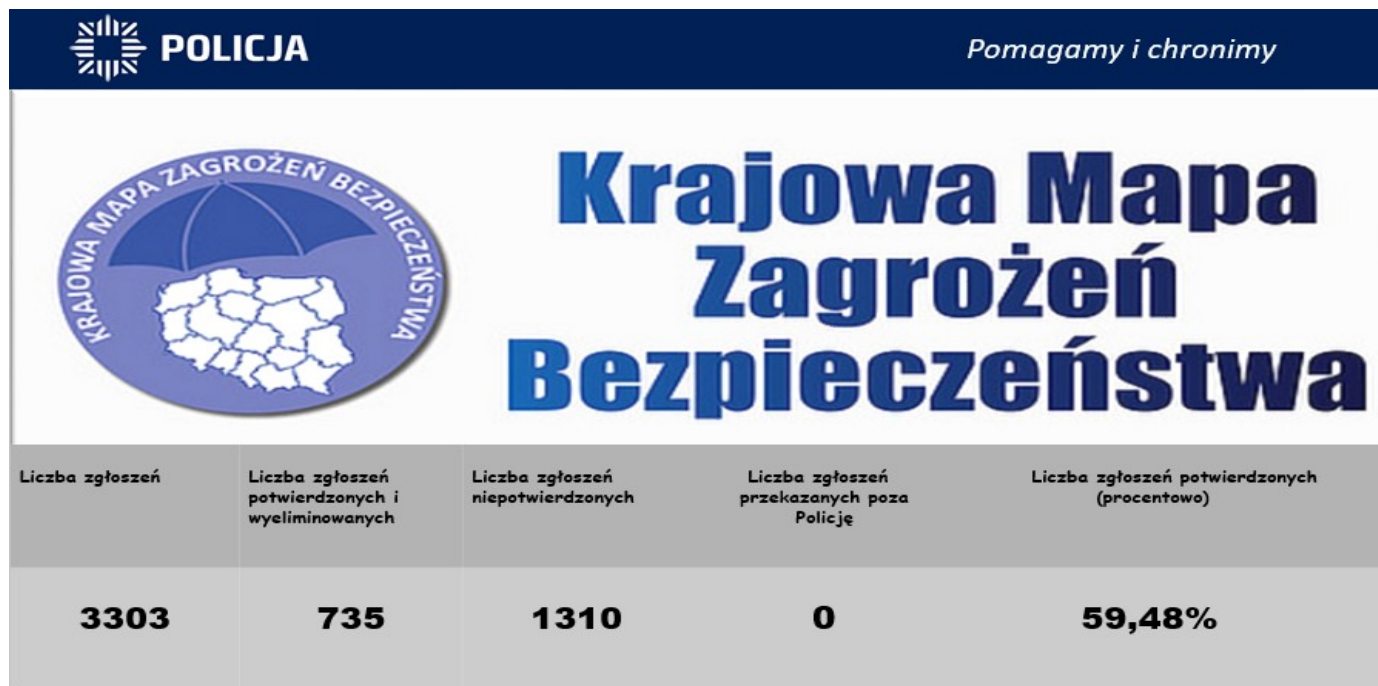 POLICJA
Pomagamy i chronimy
KRAJOWA MAPA ZAGROŻEŃ BEZPIECZEŃSTWA
Krajowa Mapa
Zagrożeń
Bezpieczeństwa
Liczba zgłoszeń
Liczba zgłoszeń
potwierdzonych i
wyeliminowanych
Liczba zgłoszeń
niepotwierdzonych
Liczba zgłoszeń
przekazanych poza
Policję
Liczba zgłoszeń potwierdzonych
(procentowo)
3303
735
1310
0
59,48%